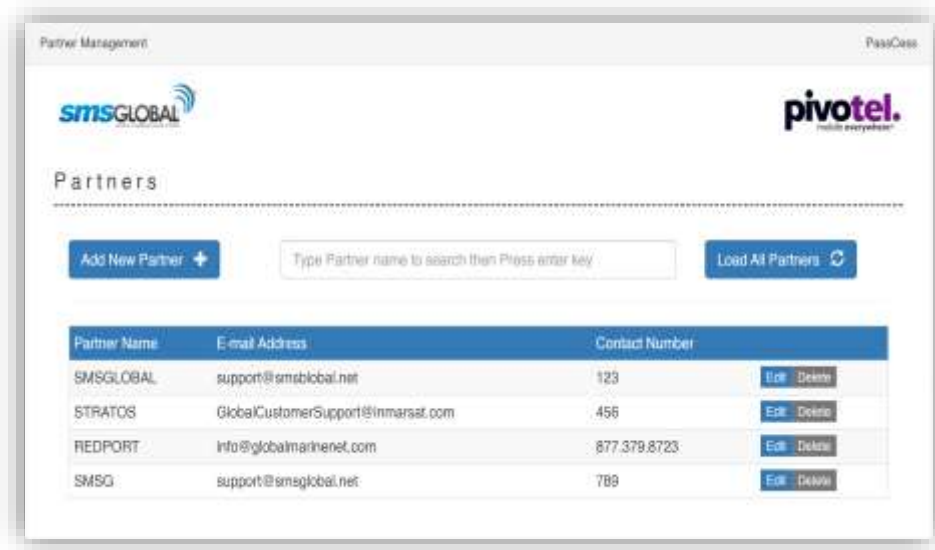 Partner Management PassCess
smsGLOBAL pivotel.
mobile everywhere
Partners
Add New Partner Type Partner name to search then Press enter key Load All Partners
Partner Name E-mail Address Contact Number
SMSGLOBAL support@smsblobal.net 123 Edit Delete
STRATOS GlobalCustomerSupport@inmarsat.com 456 Edit Delete
REDPORT info@globalmarinenet.com 877.379.8723 Edit Delete
SMSG support@smsglobal.net 789 Edit Delete